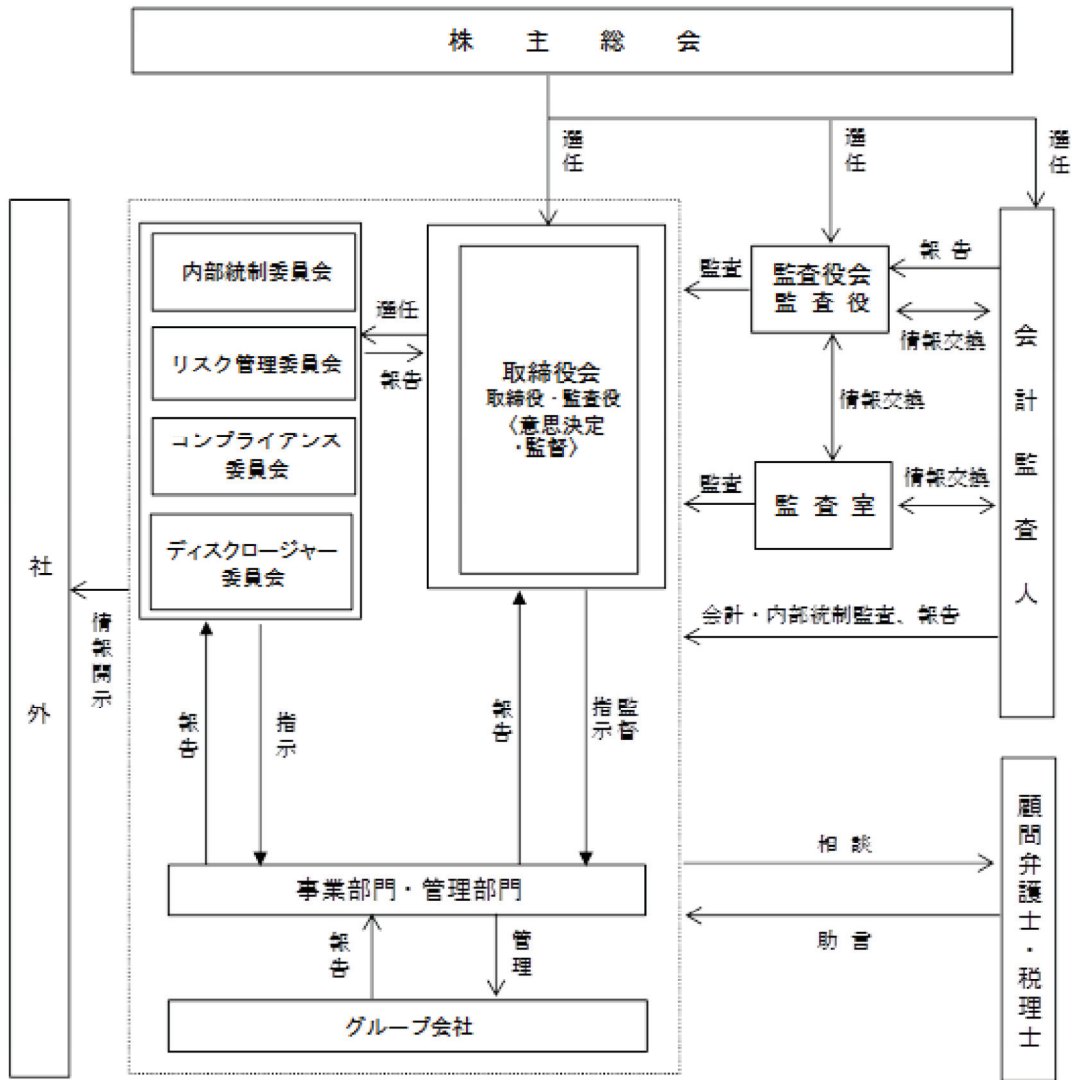 株主総会
選任
選任
選任
社外
情報開示
内部統制委員会
リスク管理委員会
コンプライアンス
委員会
ディスクロージャー
委員会
選任
報告
取締役会
取締役・監査役
〈意思決定
・監督〉
監査
監査役会
監査役
報告
情報交換
情報交換
監査
監査室
情報交換
会計監査人
会計・内部統制監査、報告
報告
指示
報告
指示
監督
事業部門・管理部門
報告
管理
グループ会社
相談
助言
顧問弁護士・税理士